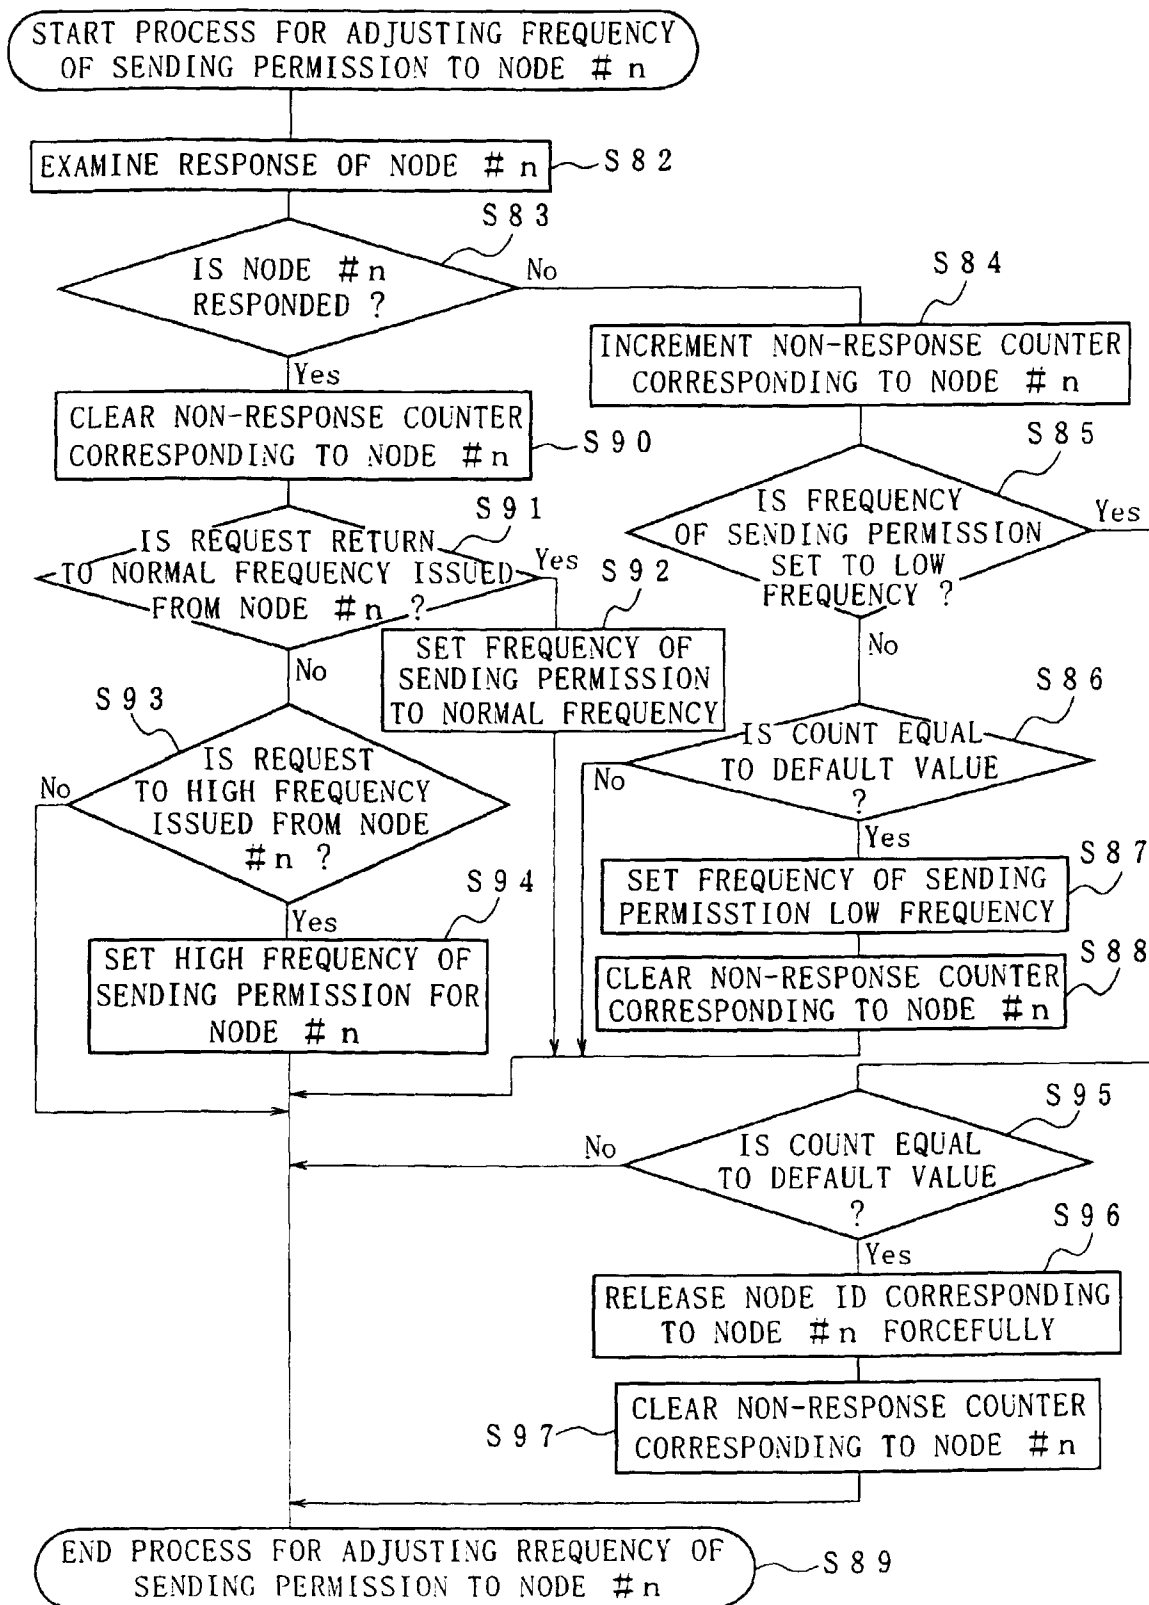 START PROCESS FOR ADJUSTING FREQUENCY
OF SENDING PERMISSION TO NODE #n
EXAMINE RESPONSE OF NODE #n
S82
S83
IS NODE #n
RESPONDED ?
No
Yes
S84
INCREMENT NON-RESPONSE COUNTER
CORRESPONDING TO NODE #n
CLEAR NON-RESPONSE COUNTER
CORRESPONDING TO NODE #n
S90
S85
IS FREQUENCY
OF SENDING PERMISSION
SET TO LOW
FREQUENCY ?
Yes
No
S91
IS REQUEST RETURN
TO NORMAL FREQUENCY ISSUED
FROM NODE #n ?
Yes
No
S92
SET FREQUENCY OF
SENDING PERMISSION
TO NORMAL FREQUENCY
S86
IS COUNT EQUAL
TO DEFAULT VALUE
?
No
Yes
S93
IS REQUEST
TO HIGH FREQUENCY
ISSUED FROM NODE
#n ?
No
Yes
S87
SET FREQUENCY OF SENDING
PERMISSTION LOW FREQUENCY
S94
SET HIGH FREQUENCY OF
SENDING PERMISSION FOR
NODE #n
S88
CLEAR NON-RESPONSE COUNTER
CORRESPONDING TO NODE #n
S95
IS COUNT EQUAL
TO DEFAULT VALUE
?
No
Yes
S96
RELEASE NODE ID CORRESPONDING
TO NODE #n FORCEFULLY
S97
CLEAR NON-RESPONSE COUNTER
CORRESPONDING TO NODE #n
END PROCESS FOR ADJUSTING RREQUENCY OF
SENDING PERMISSION TO NODE #n
S89